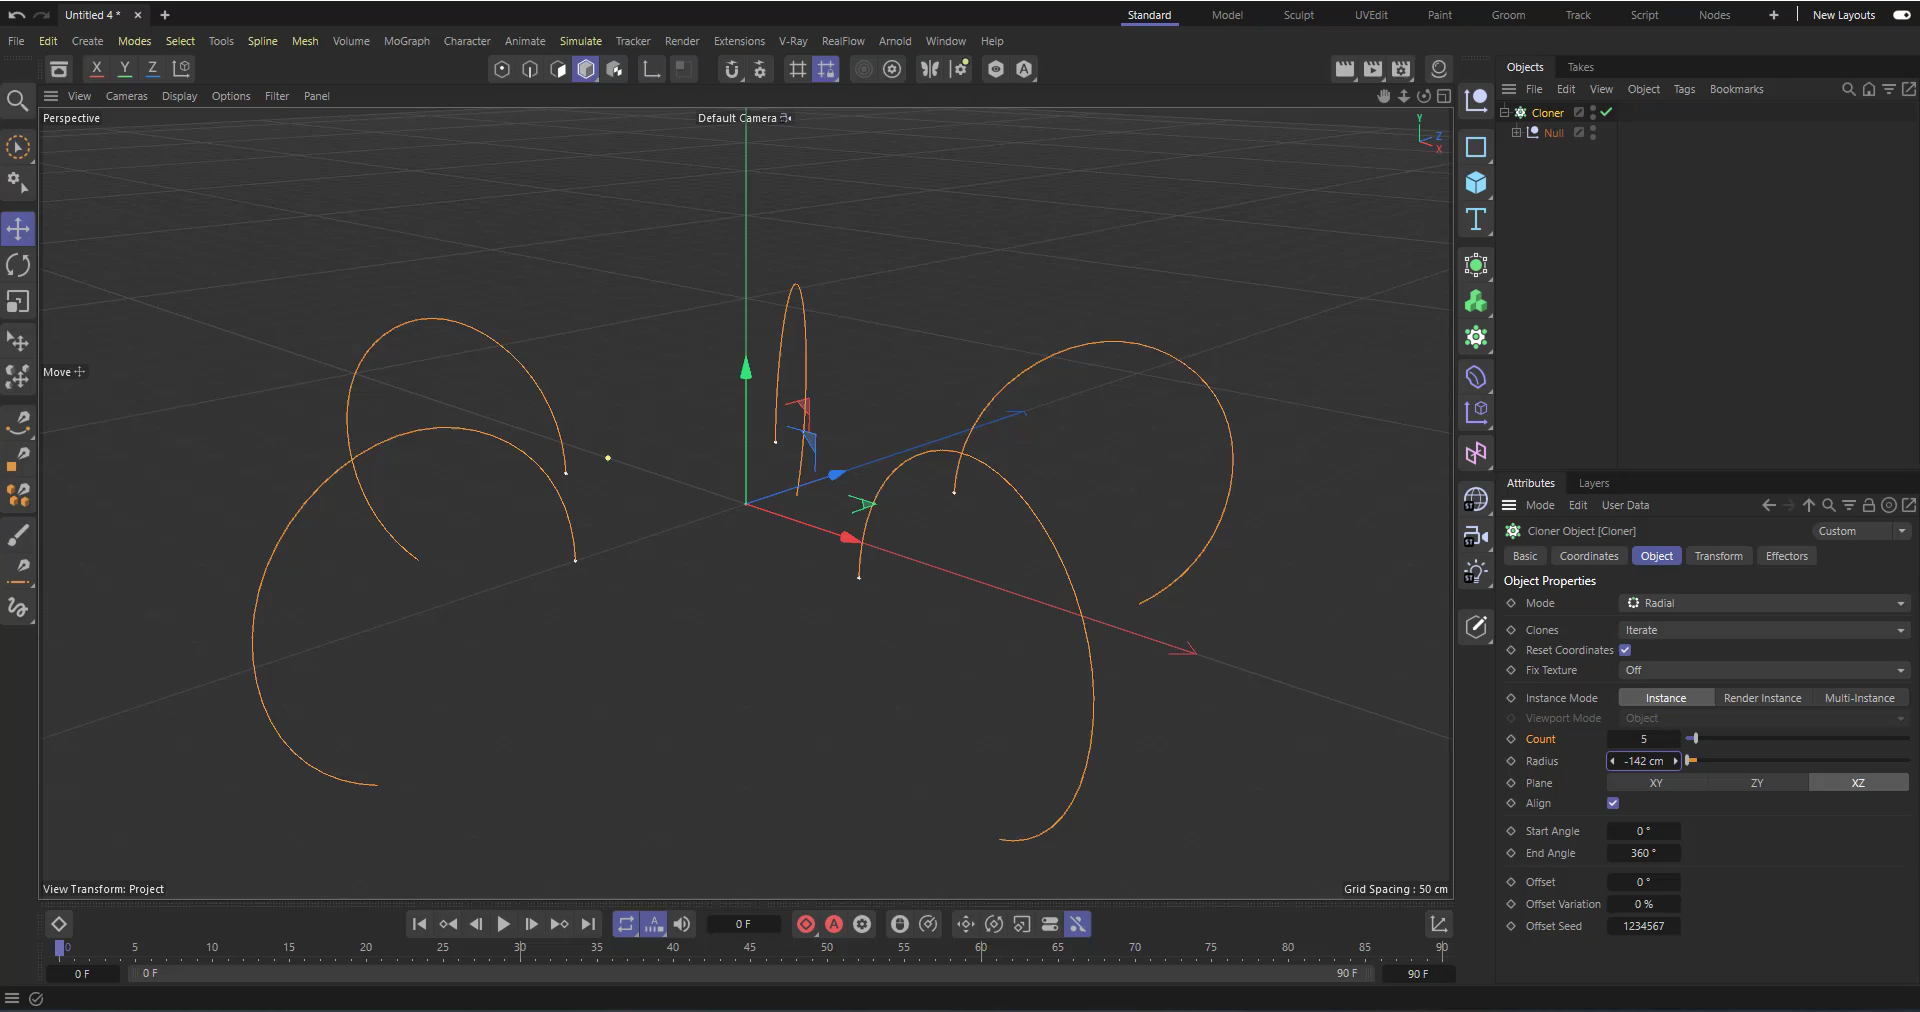 Untitled 4 * × +
Standard Model Sculpt UVEdit Paint Groom Track Script Nodes + New Layouts
File Edit Create Modes Select Tools Spline Mesh Volume MoGraph Character Animate Simulate Tracker Render Extensions V-Ray RealFlow Arnold Window Help
X Y Z
Objects Takes
View Cameras Display Options Filter Panel
File Edit View Object Tags Bookmarks
Perspective
Default Camera
Cloner
Null
Y
Z
X
Move
Attributes Layers
Mode Edit User Data
Cloner Object [Cloner]
Custom
Basic Coordinates Object Transform Effectors
Object Properties
Mode Radial
Clones Iterate
Reset Coordinates
Fix Texture Off
Instance Mode Instance Render Instance Multi-Instance
Viewport Mode Object
Count 5
Radius -142 cm
Plane XY ZY XZ
Align
Start Angle 0 °
End Angle 360 °
Offset 0 °
Offset Variation 0 %
Offset Seed 1234567
View Transform: Project
Grid Spacing : 50 cm
0 F
0 5 10 15 20 25 30 35 40 45 50 55 60 65 70 75 80 85 90
0 F 0 F 90 F 90 F